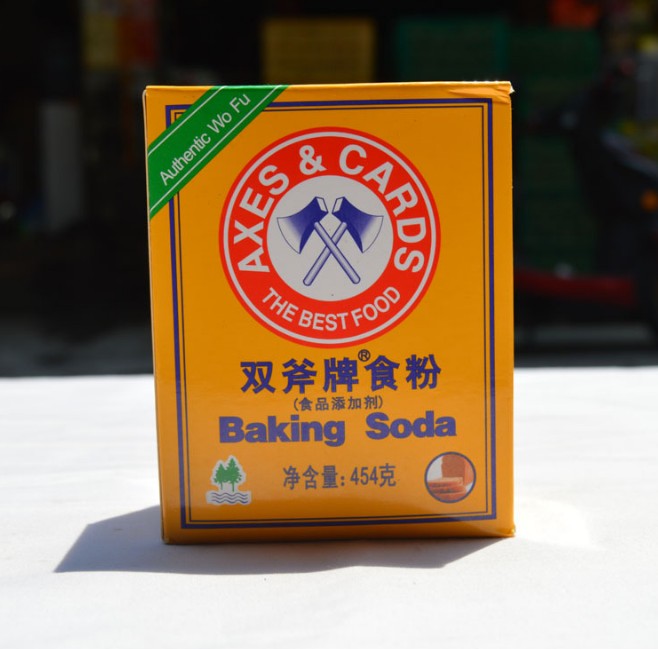 Authentic Wo Fu
AXES & CARDS
THE BEST FOOD
双斧牌®食粉
(食品添加剂)
Baking Soda
净含量:454克